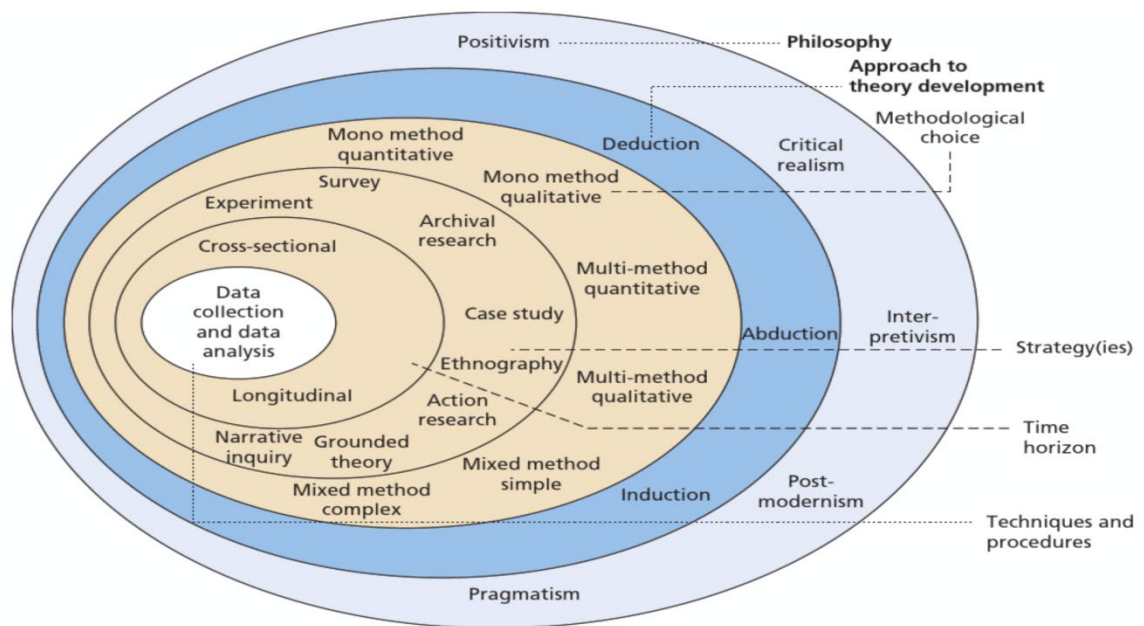 Positivism
Philosophy
Approach to
theory development
Methodological
choice
Mono method
quantitative
Deduction
Critical
realism
Mono method
qualitative
Survey
Experiment
Archival
research
Cross-sectional
Multi-method
quantitative
Data
collection
and data
analysis
Case study
Inter-
pretivism
Abduction
Strategy(ies)
Ethnography
Multi-method
qualitative
Longitudinal
Action
research
Time
horizon
Narrative
inquiry
Grounded
theory
Mixed method
simple
Post-
modernism
Mixed method
complex
Induction
Techniques and
procedures
Pragmatism